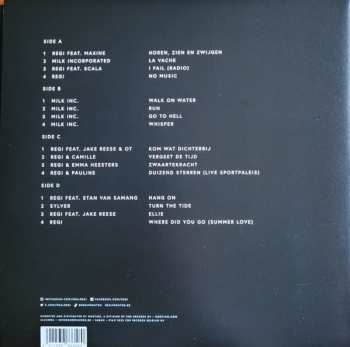 SIDE A
1 REGI FEAT. MAXINE HOREN, ZIEN EN ZWIJGEN
2 MILK INCORPORATED LA VACHE
3 REGI FEAT. SCALA I FAIL (RADIO)
4 REGI NO MUSIC
SIDE B
1 MILK INC. WALK ON WATER
2 MILK INC. RUN
3 MILK INC. GO TO HELL
4 MILK INC. WHISPER
SIDE C
1 REGI FEAT. JAKE REESE & OT KOM WAT DICHTERBIJ
2 REGI & CAMILLE VERGEET DE TIJD
3 REGI & EMMA HEESTERS ZWAARTEKRACHT
4 REGI & PAULINE DUIZEND STERREN (LIVE SPORTPALEIS)
SIDE D
1 REGI FEAT. STAN VAN SAMANG HANG ON
2 SYLVER TURN THE TIDE
3 REGI FEAT. JAKE REESE ELLIE
4 REGI WHERE DID YOU GO (SUMMER LOVE)